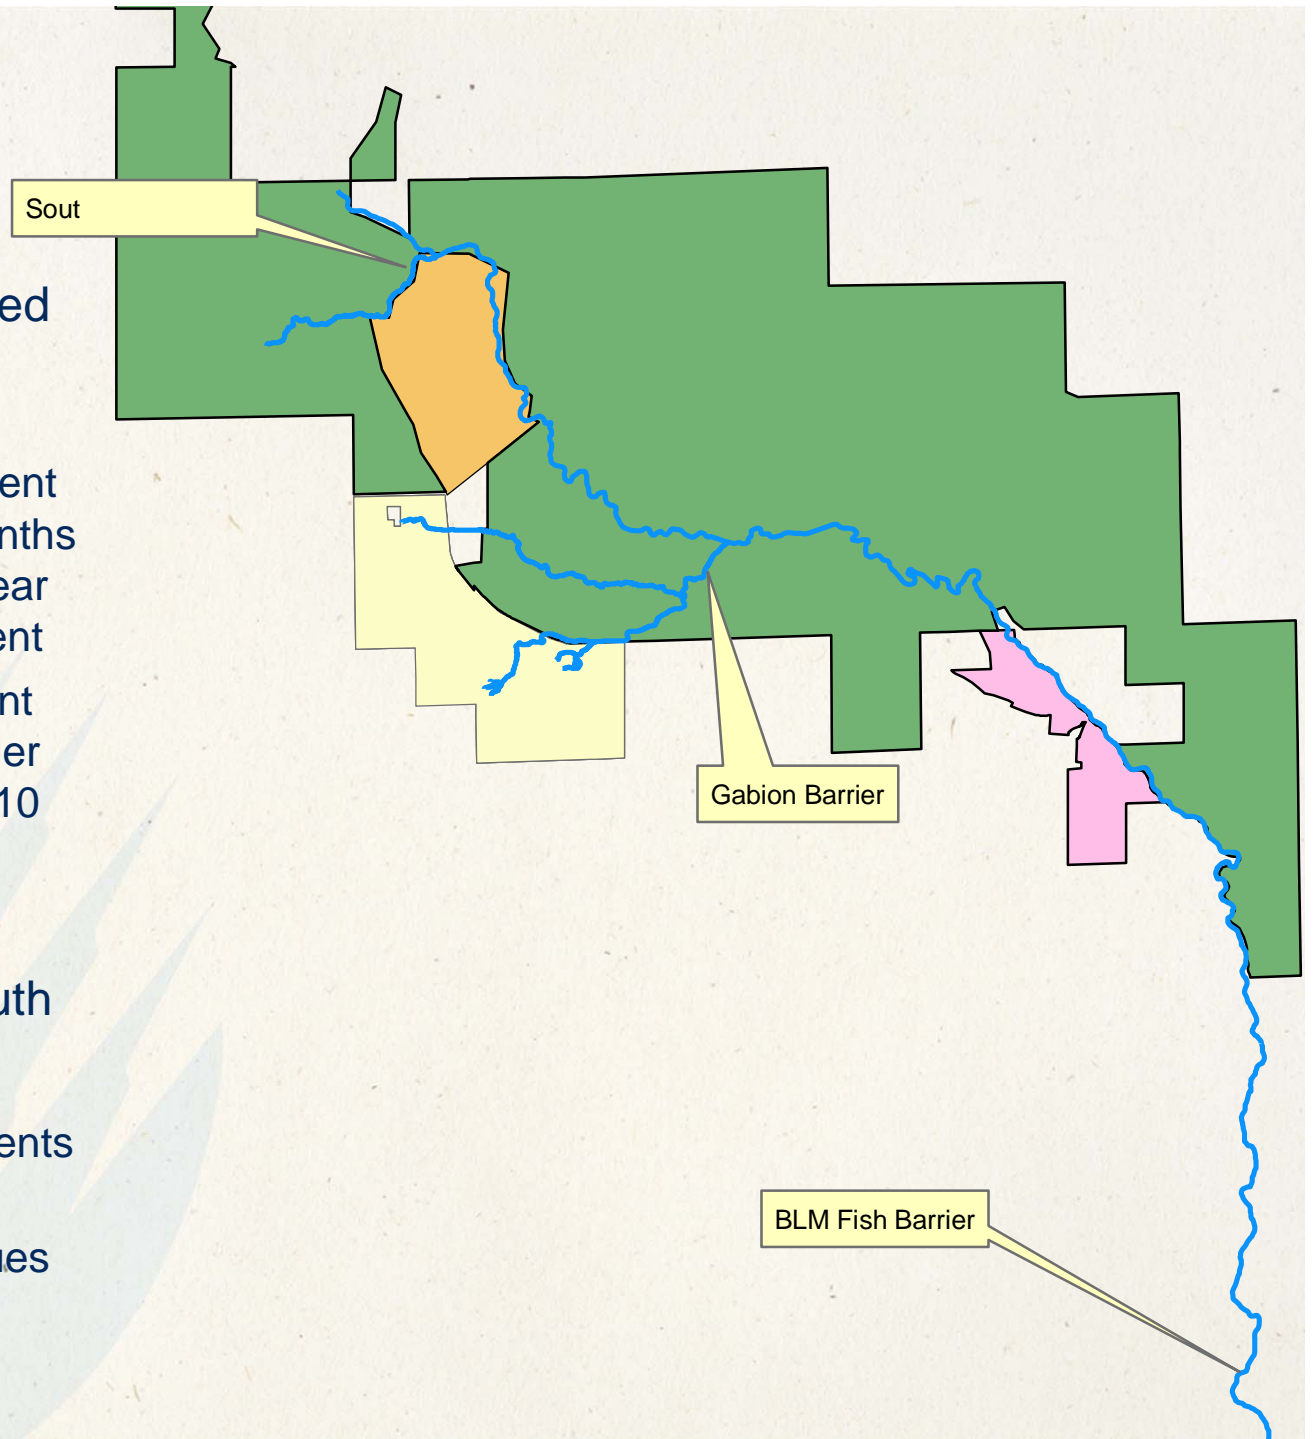 Sout
ed
ent
nths
ear
ent
nt
er
10
Gabion Barrier
uth
ents
BLM Fish Barrier
ues